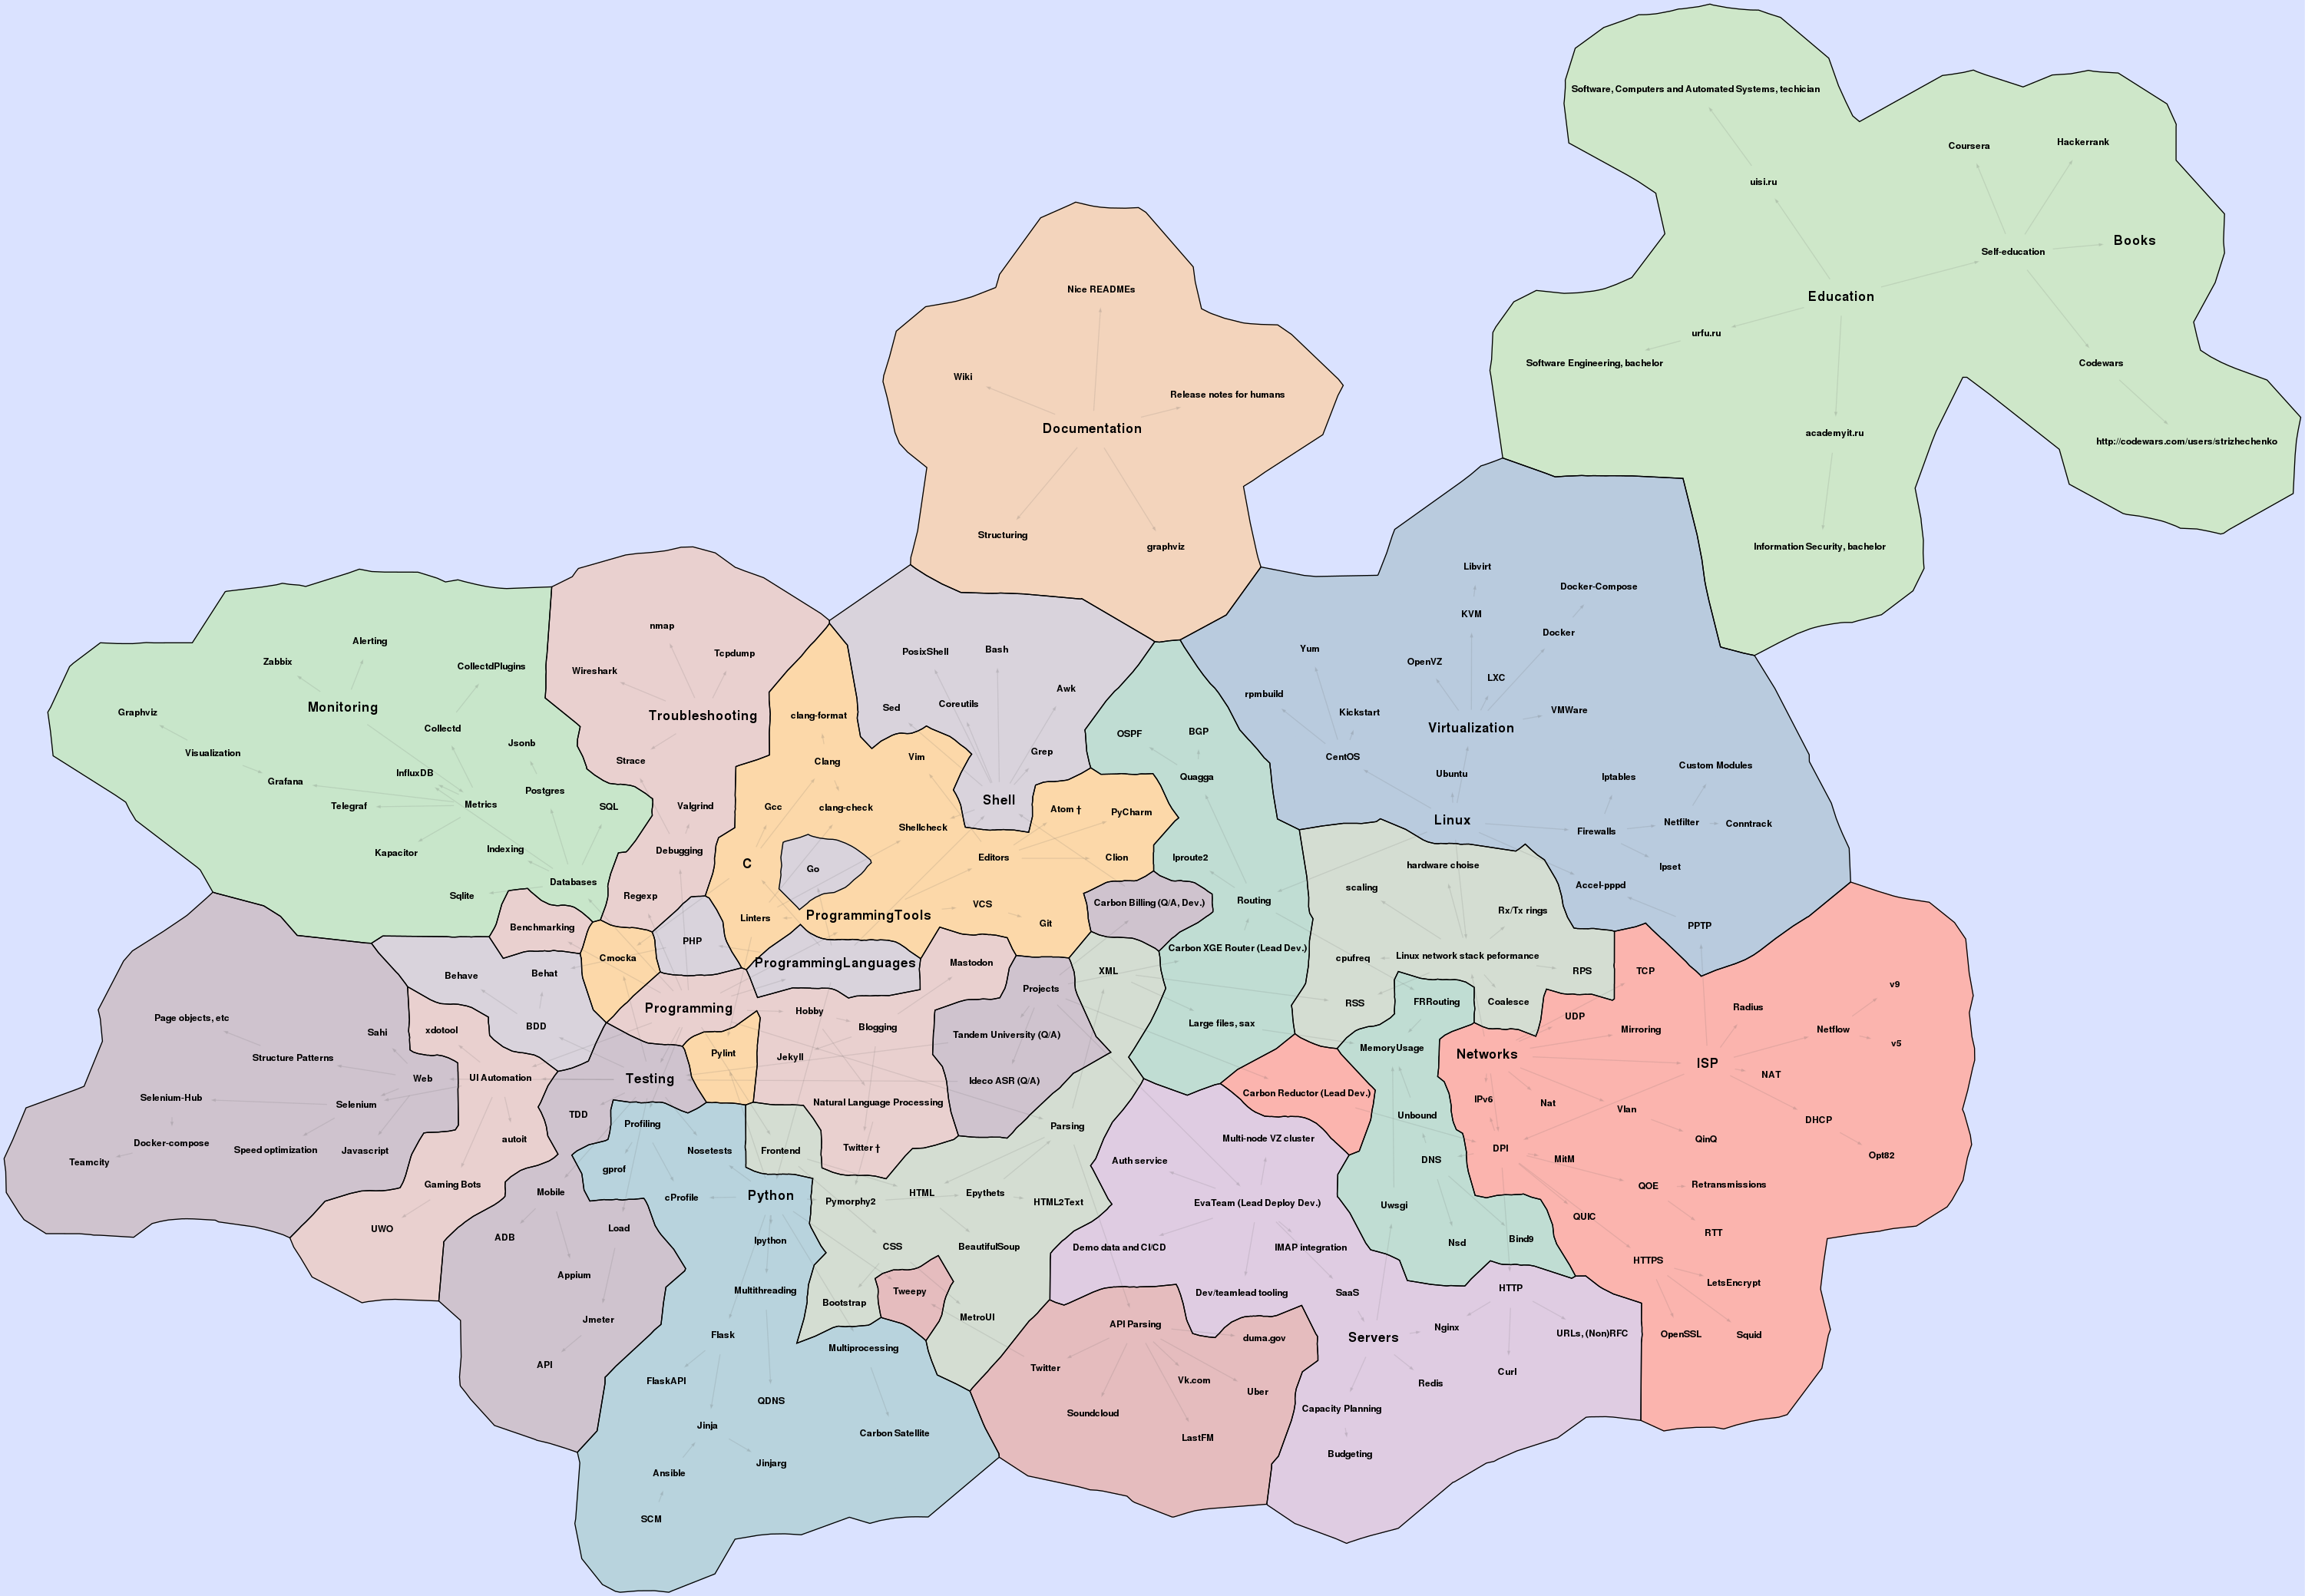 Software, Computers and Automated Systems, techician
Coursera
Hackerrank
uisi.ru
Books
Self-education
Education
urfu.ru
Software Engineering, bachelor
Codewars
academyit.ru
http://codewars.com/users/strizhechenko
Information Security, bachelor
Nice READMEs
Wiki
Release notes for humans
Documentation
Structuring
graphviz
Libvirt
Docker-Compose
KVM
Docker
Yum
OpenVZ
LXC
rpmbuild
Kickstart
VMWare
Virtualization
CentOS
Ubuntu
Iptables
Custom Modules
Linux
Firewalls
Netfilter
Conntrack
Ipset
Accel-pppd
PPTP
Alerting
Zabbix
CollectdPlugins
Monitoring
Graphviz
Collectd
Visualization
Jsonb
InfluxDB
Grafana
Postgres
Telegraf
Metrics
SQL
Kapacitor
Indexing
Databases
Sqlite
nmap
Tcpdump
Wireshark
Troubleshooting
Strace
Valgrind
Debugging
Regexp
Benchmarking
PosixShell
Bash
Awk
Sed
Coreutils
Grep
Shell
clang-format
Vim
Clang
Gcc
clang-check
Shellcheck
Atom †
PyCharm
C
Go
Editors
Clion
Linters
ProgrammingTools
VCS
Git
PHP
Cmocka
ProgrammingLanguages
OSPF
BGP
Quagga
Iproute2
Routing
Carbon Billing (Q/A, Dev.)
Carbon XGE Router (Lead Dev.)
Large files, sax
hardware choise
scaling
Rx/Tx rings
cpufreq
Linux network stack peformance
RPS
RSS
Coalesce
FRRouting
MemoryUsage
TCP
UDP
Mirroring
Radius
v9
Netflow
v5
Networks
ISP
NAT
IPv6
Nat
Vlan
DHCP
QinQ
Opt82
DPI
MitM
QOE
Retransmissions
QUIC
RTT
HTTPS
LetsEncrypt
OpenSSL
Squid
Unbound
DNS
Uwsgi
Nsd
Bind9
Carbon Reductor (Lead Dev.)
Multi-node VZ cluster
Auth service
EvaTeam (Lead Deploy Dev.)
Demo data and CI/CD
IMAP integration
Dev/teamlead tooling
SaaS
HTTP
Servers
Nginx
URLs, (Non)RFC
Curl
Redis
Capacity Planning
Budgeting
API Parsing
duma.gov
Twitter
Vk.com
Uber
Soundcloud
LastFM
XML
Projects
Tandem University (Q/A)
Ideco ASR (Q/A)
Mastodon
Programming
Hobby
Blogging
Jekyll
Natural Language Processing
Twitter †
Pylint
Parsing
Frontend
Pymorphy2
HTML
Epythets
HTML2Text
CSS
BeautifulSoup
Bootstrap
Tweepy
MetroUI
Behave
Behat
BDD
Page objects, etc
Sahi
xdotool
Structure Patterns
Web
UI Automation
Testing
Selenium-Hub
Selenium
TDD
Docker-compose
Speed optimization
Javascript
autoit
Teamcity
Gaming Bots
UWO
Mobile
ADB
Load
Appium
Jmeter
API
Profiling
Nosetests
gprof
cProfile
Python
Ipython
Multithreading
Flask
Multiprocessing
FlaskAPI
QDNS
Jinja
Carbon Satellite
Ansible
Jinjarg
SCM